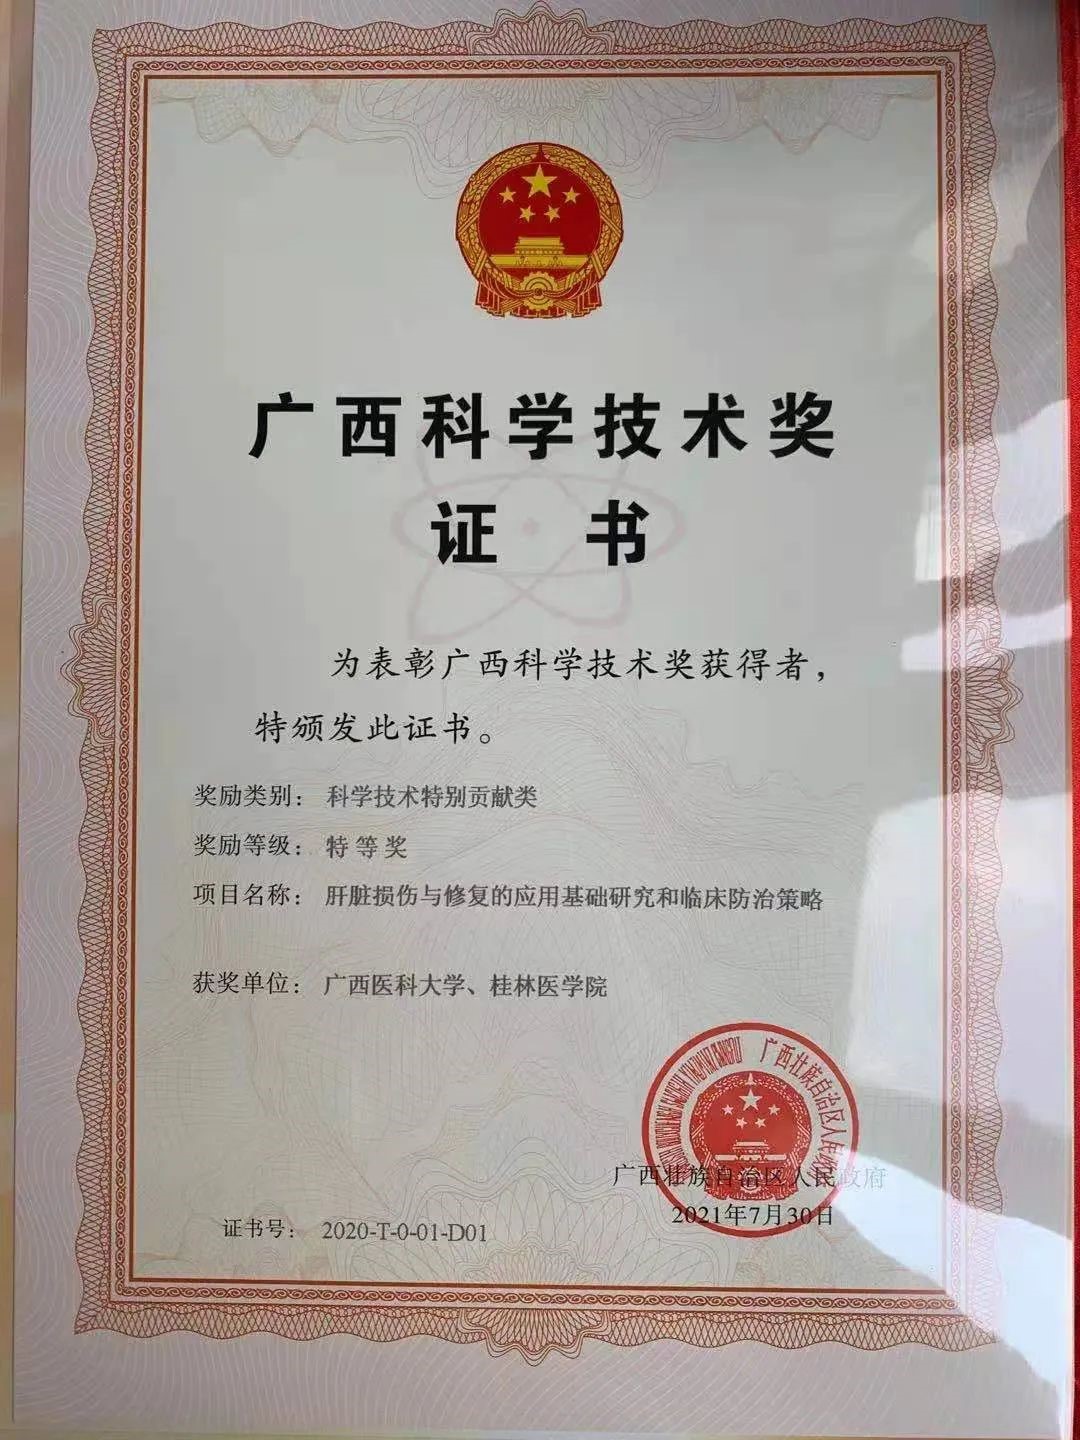 广西科学技术奖
证书
为表彰广西科学技术奖获得者，
特颁发此证书。
奖励类别： 科学技术特别贡献类
奖励等级： 特等奖
项目名称： 肝脏损伤与修复的应用基础研究和临床防治策略
获奖单位： 广西医科大学、桂林医学院
广西壮族自治区人民
广西壮族自治区人民政府
2021年7月30日
证书号： 2020-T-0-01-D01